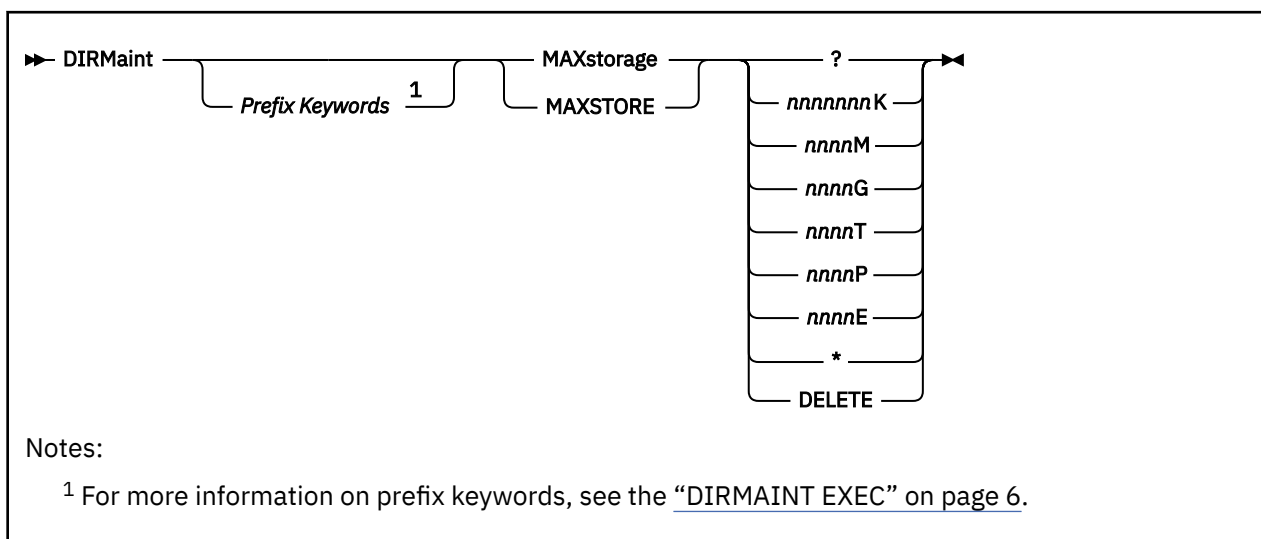 DIRMaint MAXstorage ?
Prefix Keywords 1 MAXSTORE nnnnnnnK
nnnnM
nnnnG
nnnnT
nnnnP
nnnnE
*
DELETE
Notes:
1 For more information on prefix keywords, see the “DIRMAINT EXEC” on page 6.